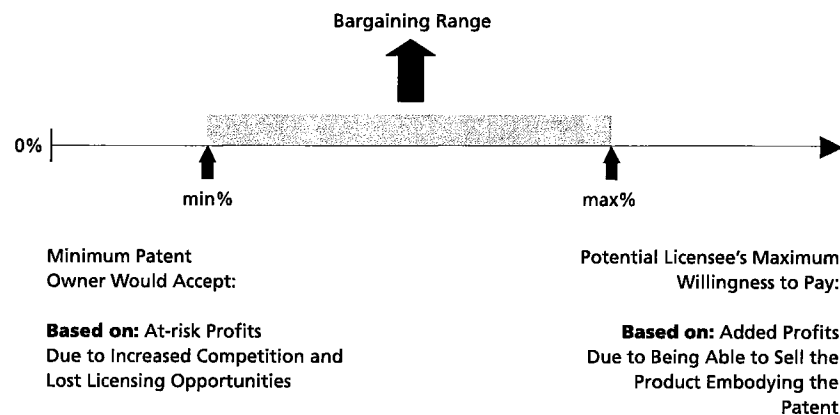 Bargaining Range
0%
min%
max%
Minimum Patent
Owner Would Accept:
Based on: At-risk Profits
Due to Increased Competition and
Lost Licensing Opportunities
Potential Licensee's Maximum
Willingness to Pay:
Based on: Added Profits
Due to Being Able to Sell the
Product Embodying the
Patent